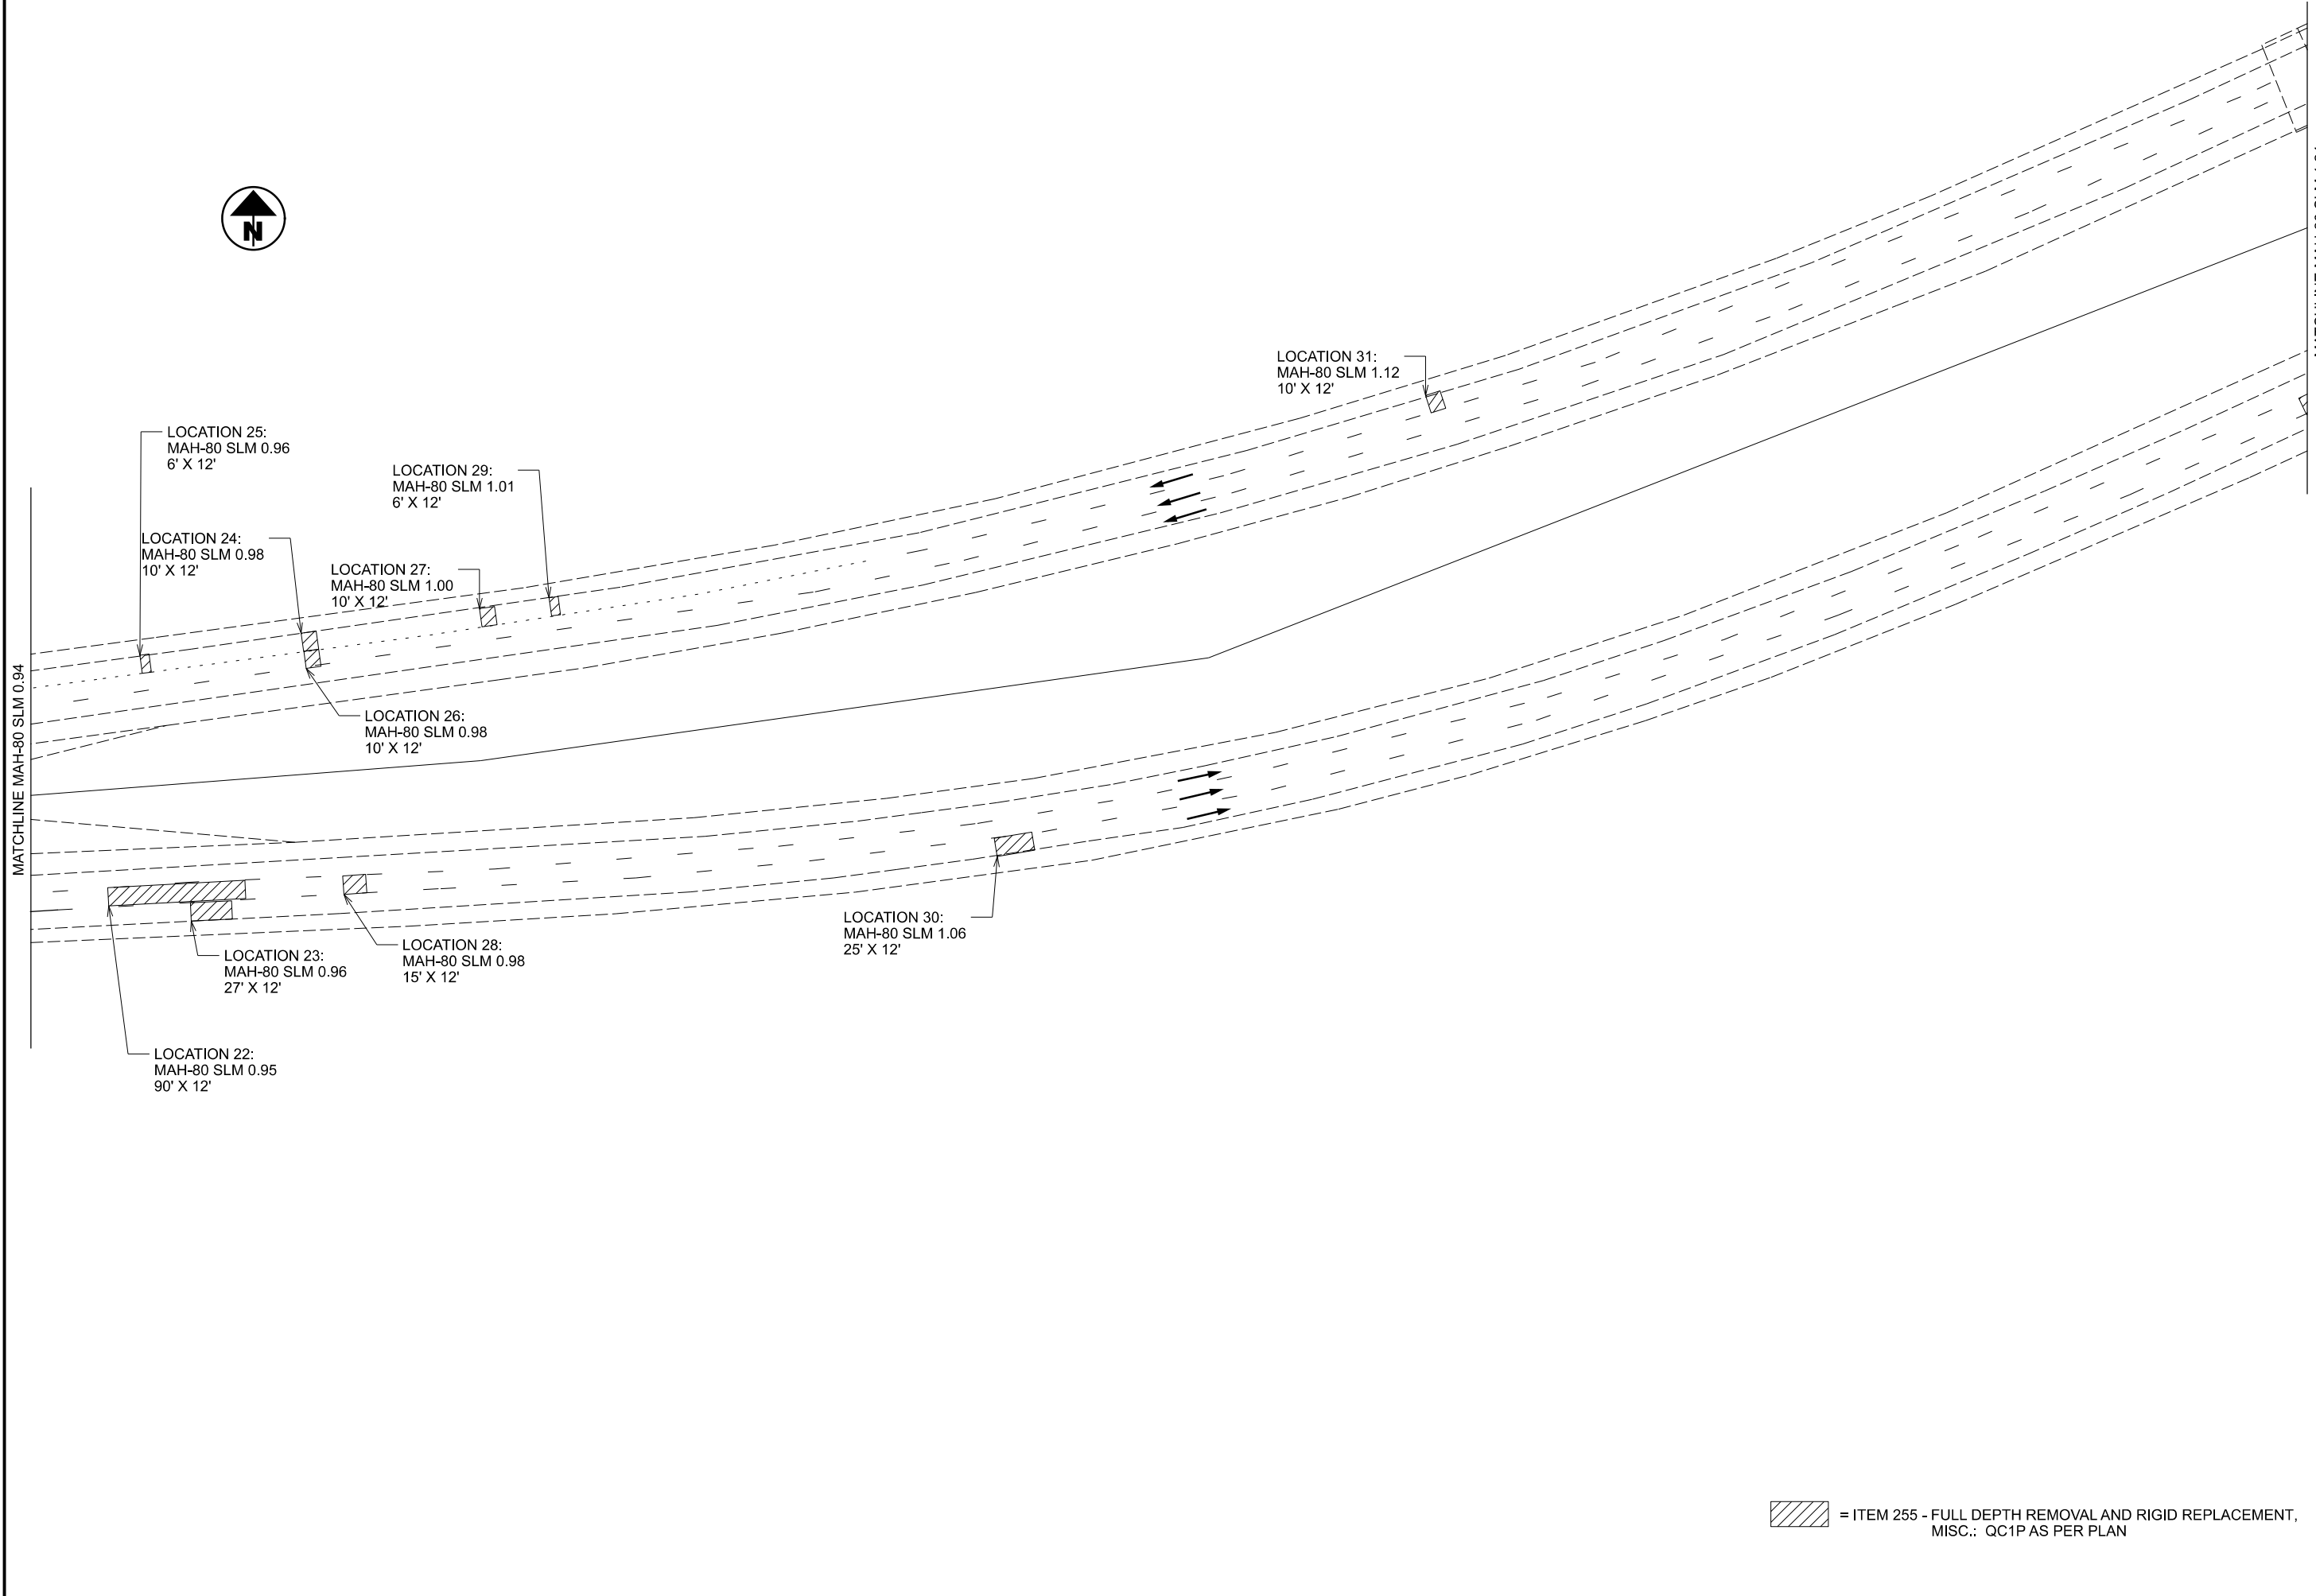 N
LOCATION 31:
MAH-80 SLM 1.12
10' X 12'
LOCATION 25:
MAH-80 SLM 0.96
6' X 12'
LOCATION 29:
MAH-80 SLM 1.01
6' X 12'
LOCATION 24:
MAH-80 SLM 0.98
10' X 12'
LOCATION 27:
MAH-80 SLM 1.00
10' X 12'
MATCHLINE MAH-80 SLM 0.94
LOCATION 26:
MAH-80 SLM 0.98
10' X 12'
LOCATION 30:
MAH-80 SLM 1.06
25' X 12'
LOCATION 28:
MAH-80 SLM 0.98
15' X 12'
LOCATION 23:
MAH-80 SLM 0.96
27' X 12'
LOCATION 22:
MAH-80 SLM 0.95
90' X 12'
= ITEM 255 - FULL DEPTH REMOVAL AND RIGID REPLACEMENT,
MISC.: QC1P AS PER PLAN